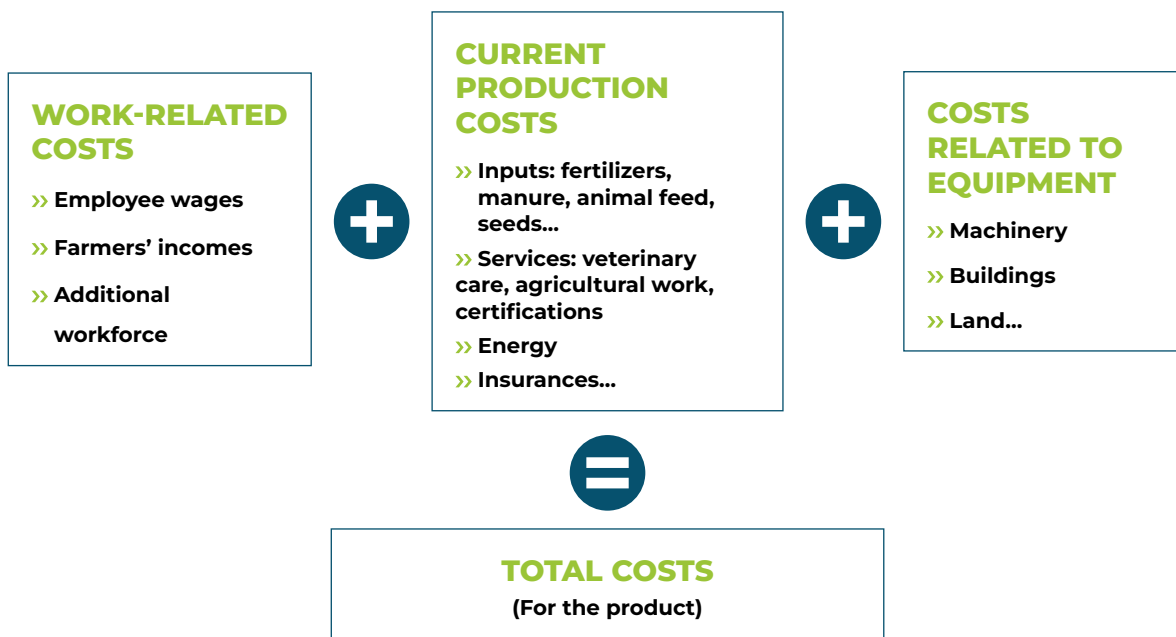 WORK-RELATED
COSTS
›› Employee wages
›› Farmers’ incomes
›› Additional
workforce
+
CURRENT
PRODUCTION
COSTS
›› Inputs: fertilizers,
manure, animal feed,
seeds...
›› Services: veterinary
care, agricultural work,
certifications
›› Energy
›› Insurances...
+
COSTS
RELATED TO
EQUIPMENT
›› Machinery
›› Buildings
›› Land...
=
TOTAL COSTS
(For the product)